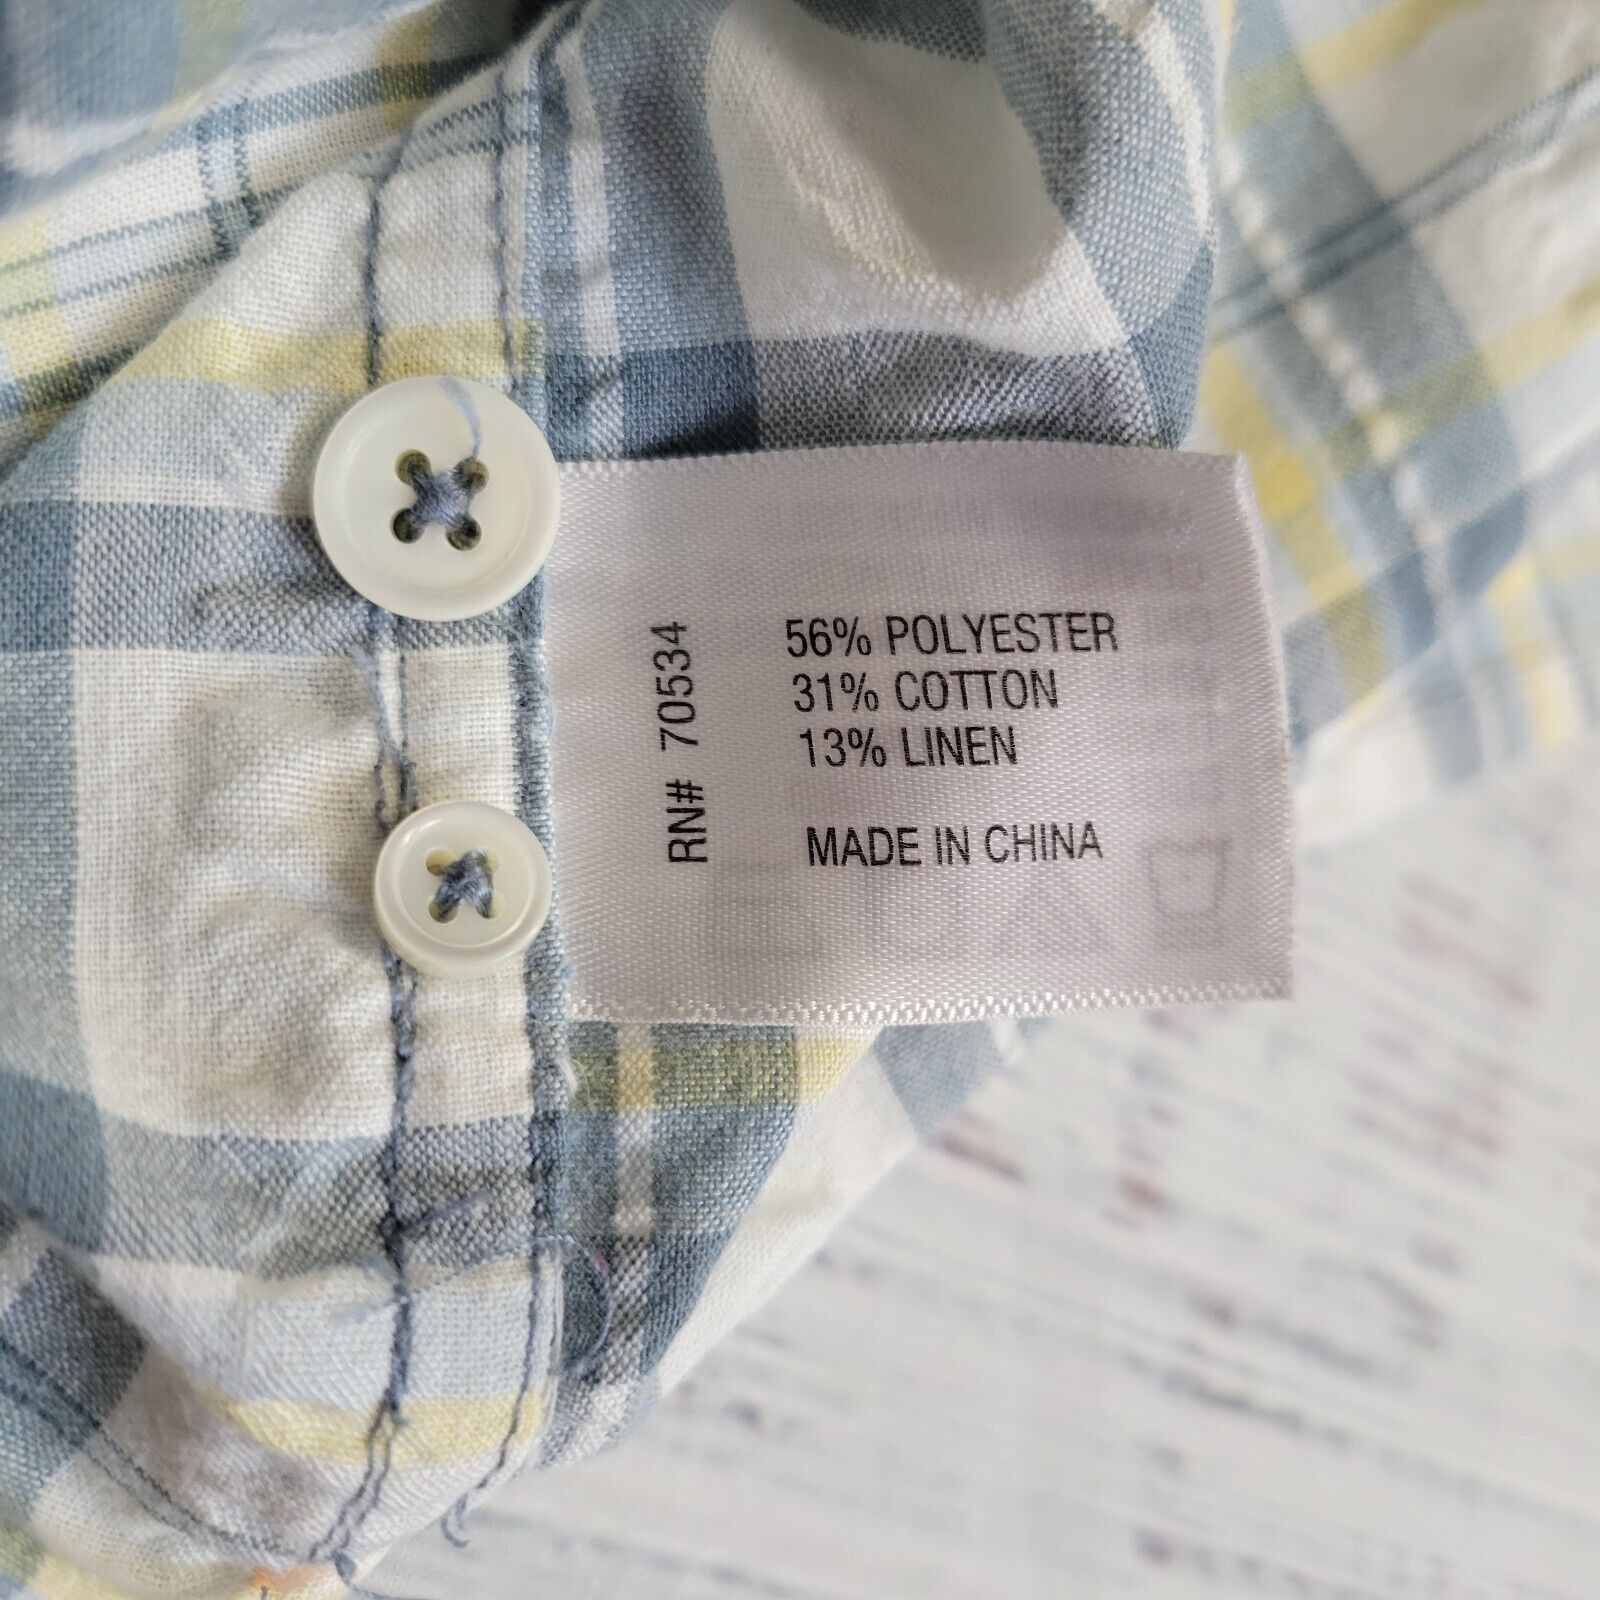 RN# 70534
56% POLYESTER
31% COTTON
13% LINEN
MADE IN CHINA